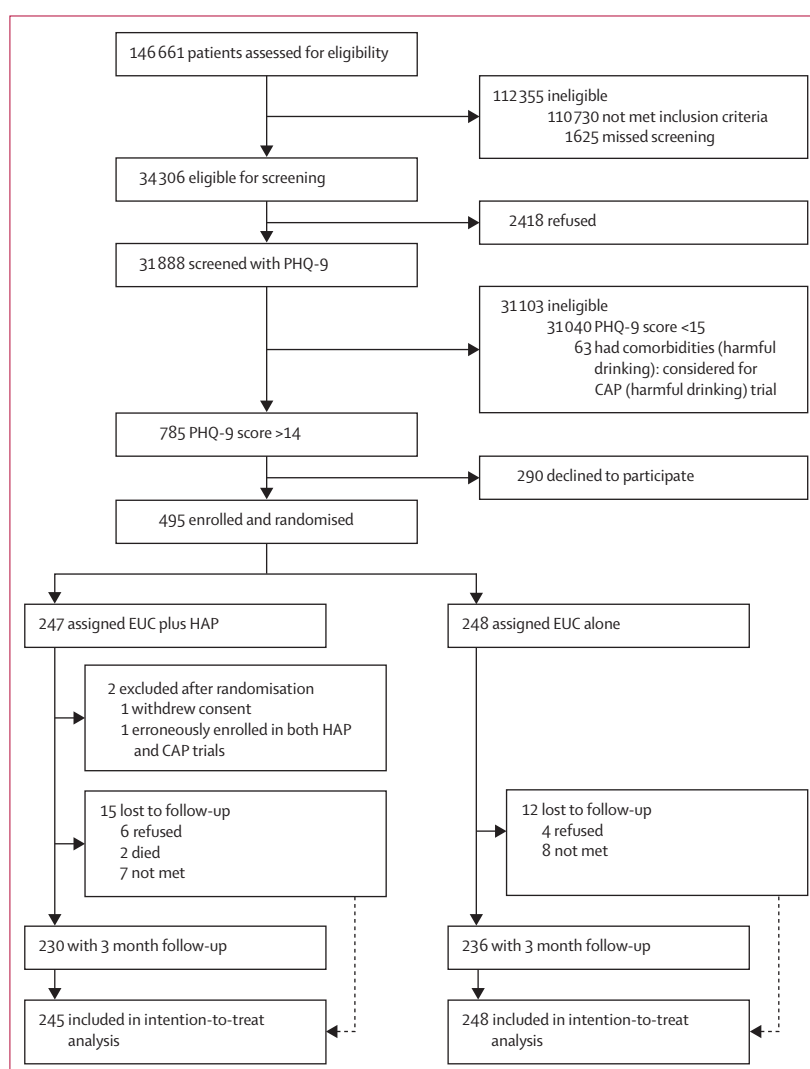 146 661 patients assessed for eligibility
112 355 ineligible
110 730 not met inclusion criteria
1625 missed screening
34 306 eligible for screening
2418 refused
31 888 screened with PHQ-9
31 103 ineligible
31 040 PHQ-9 score <15
63 had comorbidities (harmful
drinking): considered for
CAP (harmful drinking) trial
785 PHQ-9 score >14
290 declined to participate
495 enrolled and randomised
247 assigned EUC plus HAP
248 assigned EUC alone
2 excluded after randomisation
1 withdrew consent
1 erroneously enrolled in both HAP
and CAP trials
15 lost to follow-up
6 refused
2 died
7 not met
12 lost to follow-up
4 refused
8 not met
230 with 3 month follow-up
236 with 3 month follow-up
245 included in intention-to-treat
analysis
248 included in intention-to-treat
analysis